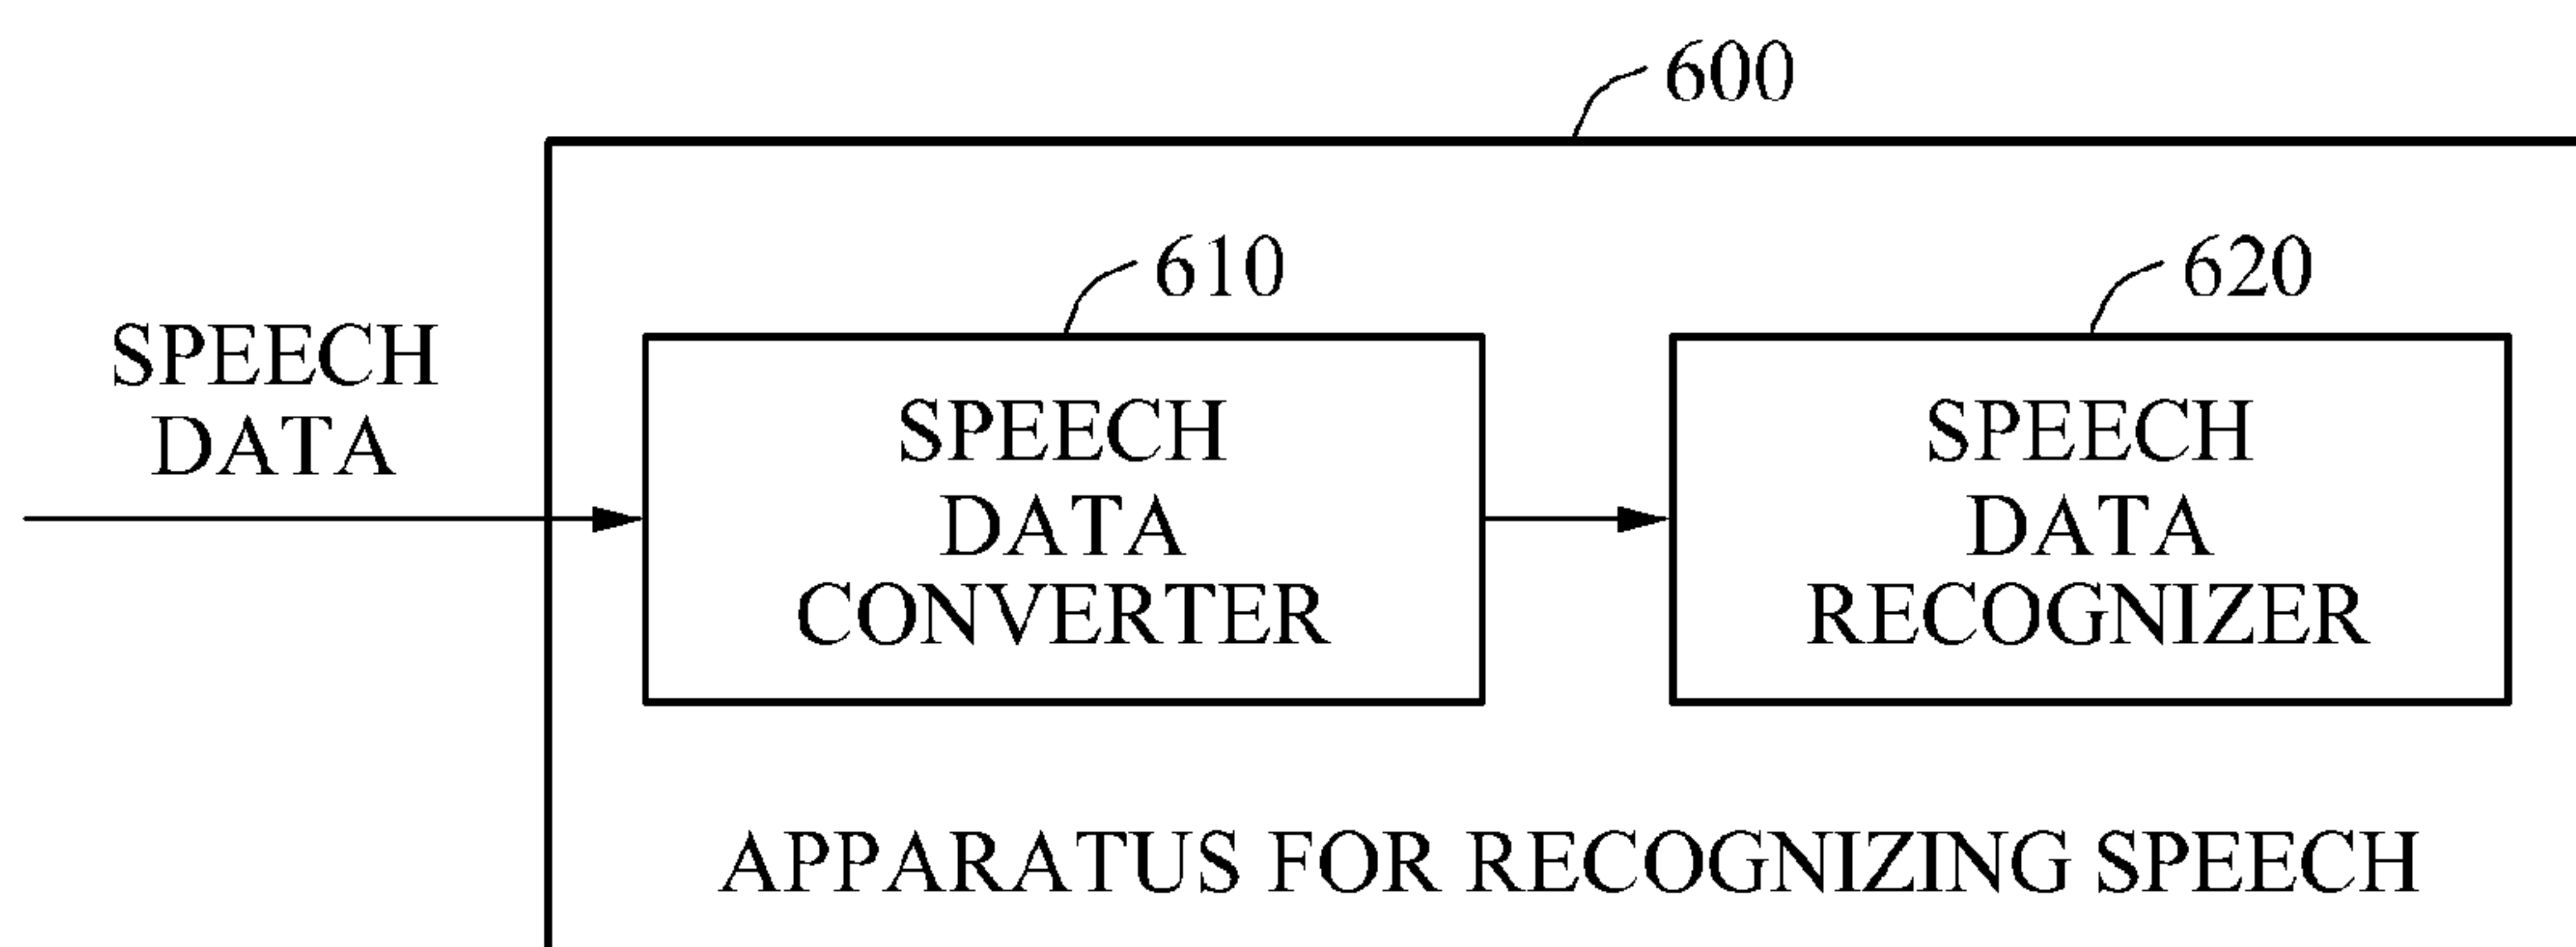 600
610
620
SPEECH
DATA
SPEECH
DATA
CONVERTER
SPEECH
DATA
RECOGNIZER
APPARATUS FOR RECOGNIZING SPEECH